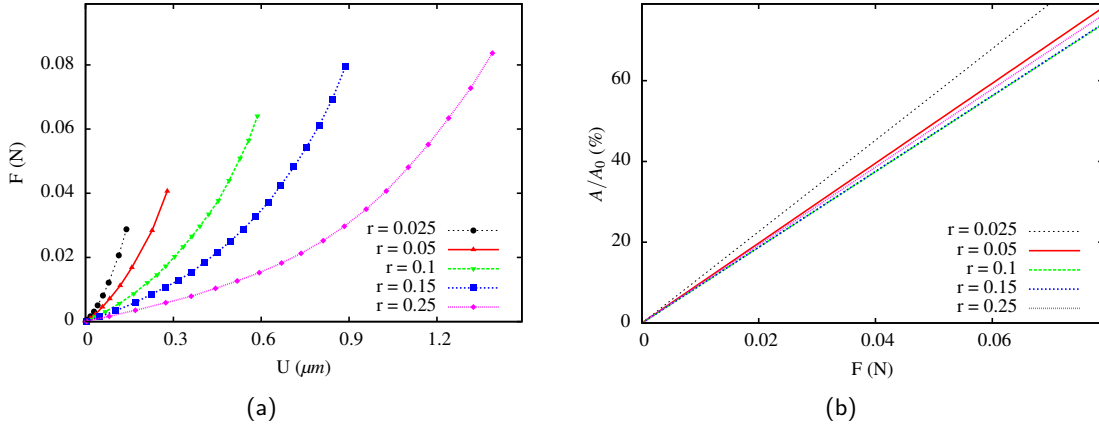 0.08
0.06
0.04
0.02
0
F (N)
r = 0.025
r = 0.05
r = 0.1
r = 0.15
r = 0.25
0
0.3
0.6
0.9
1.2
U (μm)
(a)
60
40
20
0
A/A₀ (%)
r = 0.025
r = 0.05
r = 0.1
r = 0.15
r = 0.25
0
0.02
0.04
0.06
F (N)
(b)